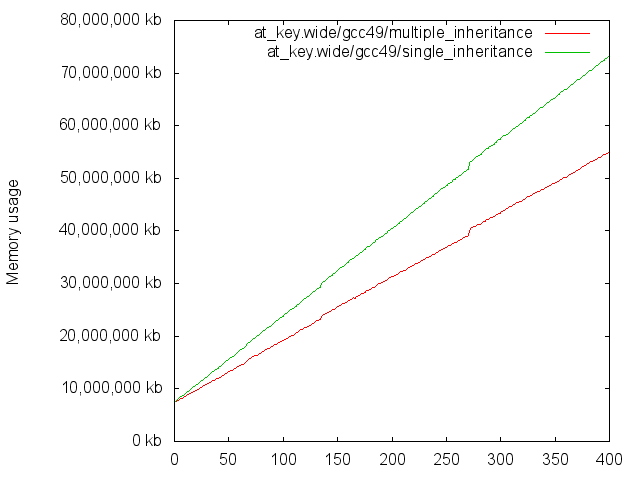 80,000,000 kb
70,000,000 kb
60,000,000 kb
50,000,000 kb
40,000,000 kb
30,000,000 kb
20,000,000 kb
10,000,000 kb
0 kb
Memory usage
at_key.wide/gcc49/multiple_inheritance
at_key.wide/gcc49/single_inheritance
0 50 100 150 200 250 300 350 400